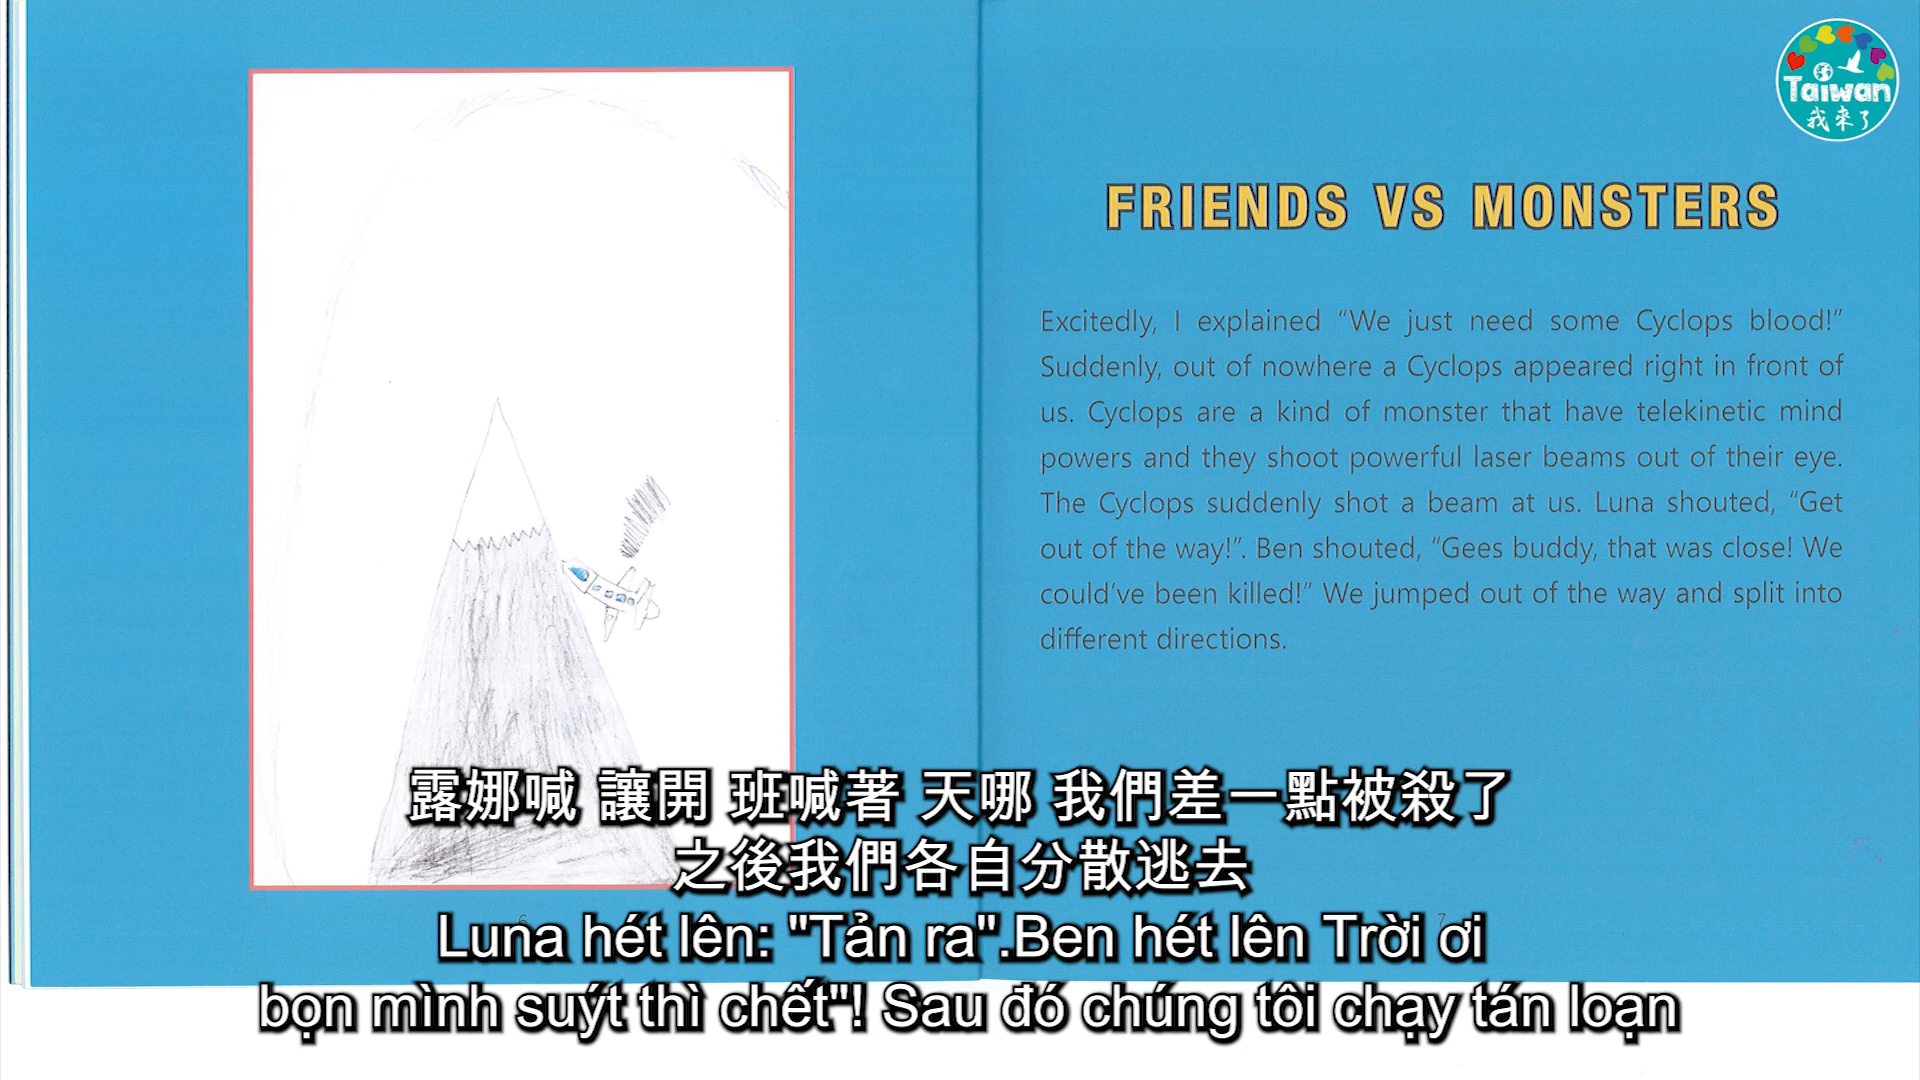 Taiwan
我來了
FRIENDS VS MONSTERS
Excitedly, I explained “We just need some Cyclops blood!”
Suddenly, out of nowhere a Cyclops appeared right in front of
us. Cyclops are a kind of monster that have telekinetic mind
powers and they shoot powerful laser beams out of their eye.
The Cyclops suddenly shot a beam at us. Luna shouted, “Get
out of the way!”. Ben shouted, “Gees buddy, that was close! We
could’ve been killed!” We jumped out of the way and split into
different directions.
6
7
露娜喊 讓開 班喊著 天哪 我們差一點被殺了
之後我們各自分散逃去
Luna hét lên: "Tản ra".Ben hét lên Trời ơi
bọn mình suýt thì chết"! Sau đó chúng tôi chạy tán loạn